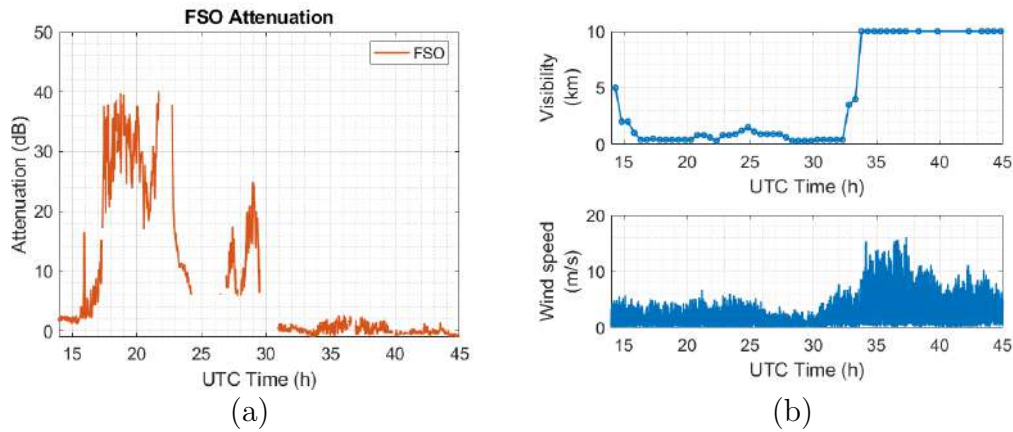 FSO Attenuation
50
40
30
20
10
0
Attenuation (dB)
FSO
15 20 25 30 35 40 45
UTC Time (h)
(a)
10
5
0
Visibility
(km)
15 20 25 30 35 40 45
UTC Time (h)
20
10
0
Wind speed
(m/s)
15 20 25 30 35 40 45
UTC Time (h)
(b)